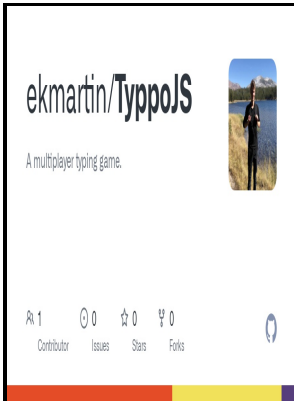 ekmartin/TyppoJS
A multiplayer typing game.
1 0 0 0
Contributor Issues Stars Forks